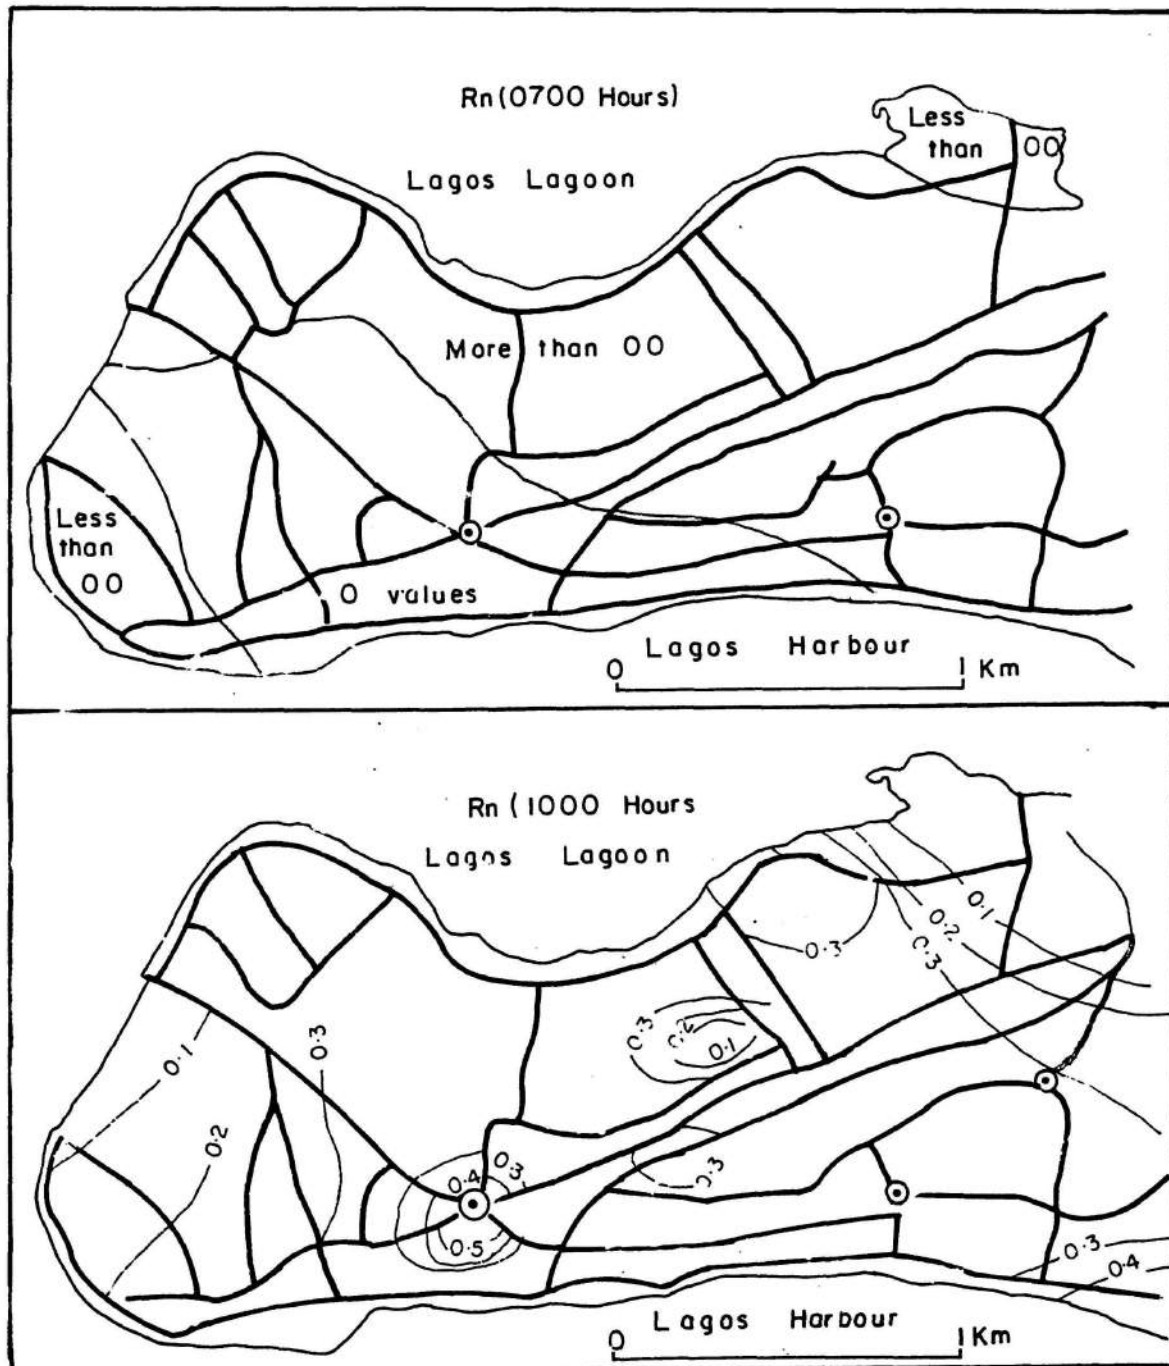 Rn (0700 Hours)
Lagos Lagoon
Less
than 00
More than 00
Less
than
00
0 values
Lagos Harbour
0 1 Km
Rn (1000 Hours
Lagos Lagoon
0.1
0.2
0.3
0.3
0.3
0.2
0.1
0.1
0.3
0.2
0.3
0.4
0.3
0.5
0.3
0.4
Lagos Harbour
0 1 Km